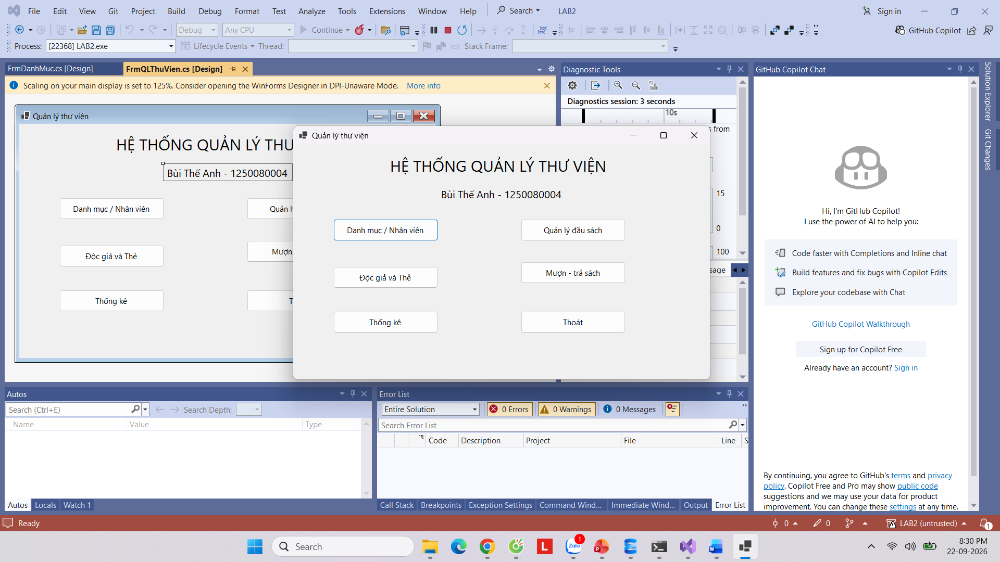 File Edit View Git Project Build Debug Format Test Analyze Tools Extensions Window Help Search LAB2 Sign in
Debug Any CPU Continue GitHub Copilot
Process: [22368] LAB2.exe Lifecycle Events Thread: Stack Frame:
FrmDanhMuc.cs [Design] FrmQLThuVien.cs [Design]
Scaling on your main display is set to 125%. Consider opening the WinForms Designer in DPI-Unaware Mode. More info
Quản lý thư viện
HỆ THỐNG QUẢN LÝ THƯ
Bùi Thế Anh - 1250080004
Danh mục / Nhân viên
Quản lý
Độc giả và Thẻ
Mượn
Thống kê
T
Quản lý thư viện
HỆ THỐNG QUẢN LÝ THƯ VIỆN
Bùi Thế Anh - 1250080004
Danh mục / Nhân viên
Quản lý đầu sách
Độc giả và Thẻ
Mượn - trả sách
Thống kê
Thoát
Diagnostic Tools
Diagnostics session: 3 seconds
10s
s from
15
0
100
sage
GitHub Copilot Chat
Hi, I'm GitHub Copilot!
I use the power of AI to help you:
Code faster with Completions and Inline chat
Build features and fix bugs with Copilot Edits
Explore your codebase with Chat
GitHub Copilot Walkthrough
Sign up for Copilot Free
Already have an account? Sign in
By continuing, you agree to GitHub's terms and privacy
policy. Copilot Free and Pro may show public code
suggestions and we may use your data for product
improvement. You can change these settings at any time.
Solution Explorer
Git Changes
Autos
Search (Ctrl+E) Search Depth:
Name Value Type
Autos Locals Watch 1
Error List
Entire Solution 0 Errors 0 Warnings 0 Messages
Search Error List
Code Description Project File Line S
Call Stack Breakpoints Exception Settings Command Wind... Immediate Wind... Output Error List
Ready 0 0 LAB2 (untrusted) 1
Search L Zalo 1 P W
8:30 PM
22-09-2026